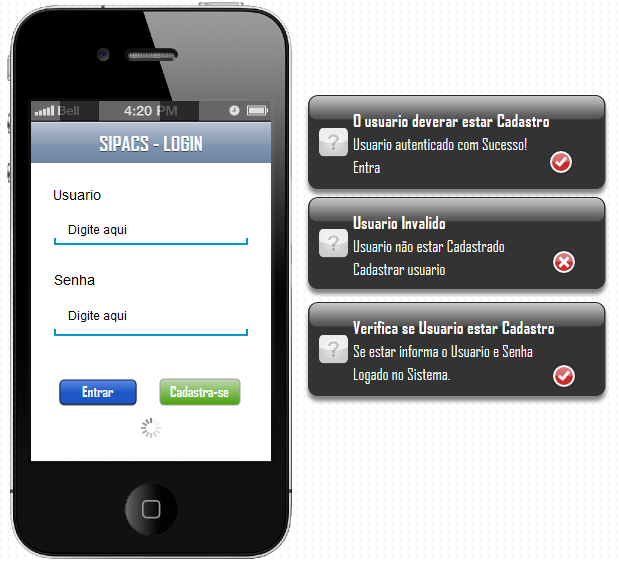 Bell 4:20 PM
SIPACS - LOGIN
Usuario
Digite aqui
Senha
Digite aqui
Entrar Cadastra-se
O usuario deverar estar Cadastro
Usuario autenticado com Sucesso!
Entra
Usuario Invalido
Usuario não estar Cadastrado
Cadastrar usuario
Verifica se Usuario estar Cadastro
Se estar informa o Usuario e Senha
Logado no Sistema.